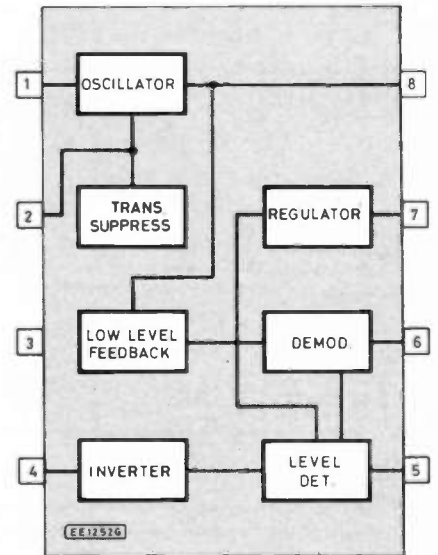 1
OSCILLATOR
8
2
TRANS
SUPPRESS
REGULATOR
7
3
LOW LEVEL
FEEDBACK
DEMOD.
6
4
INVERTER
LEVEL
DET.
5
EE1252G